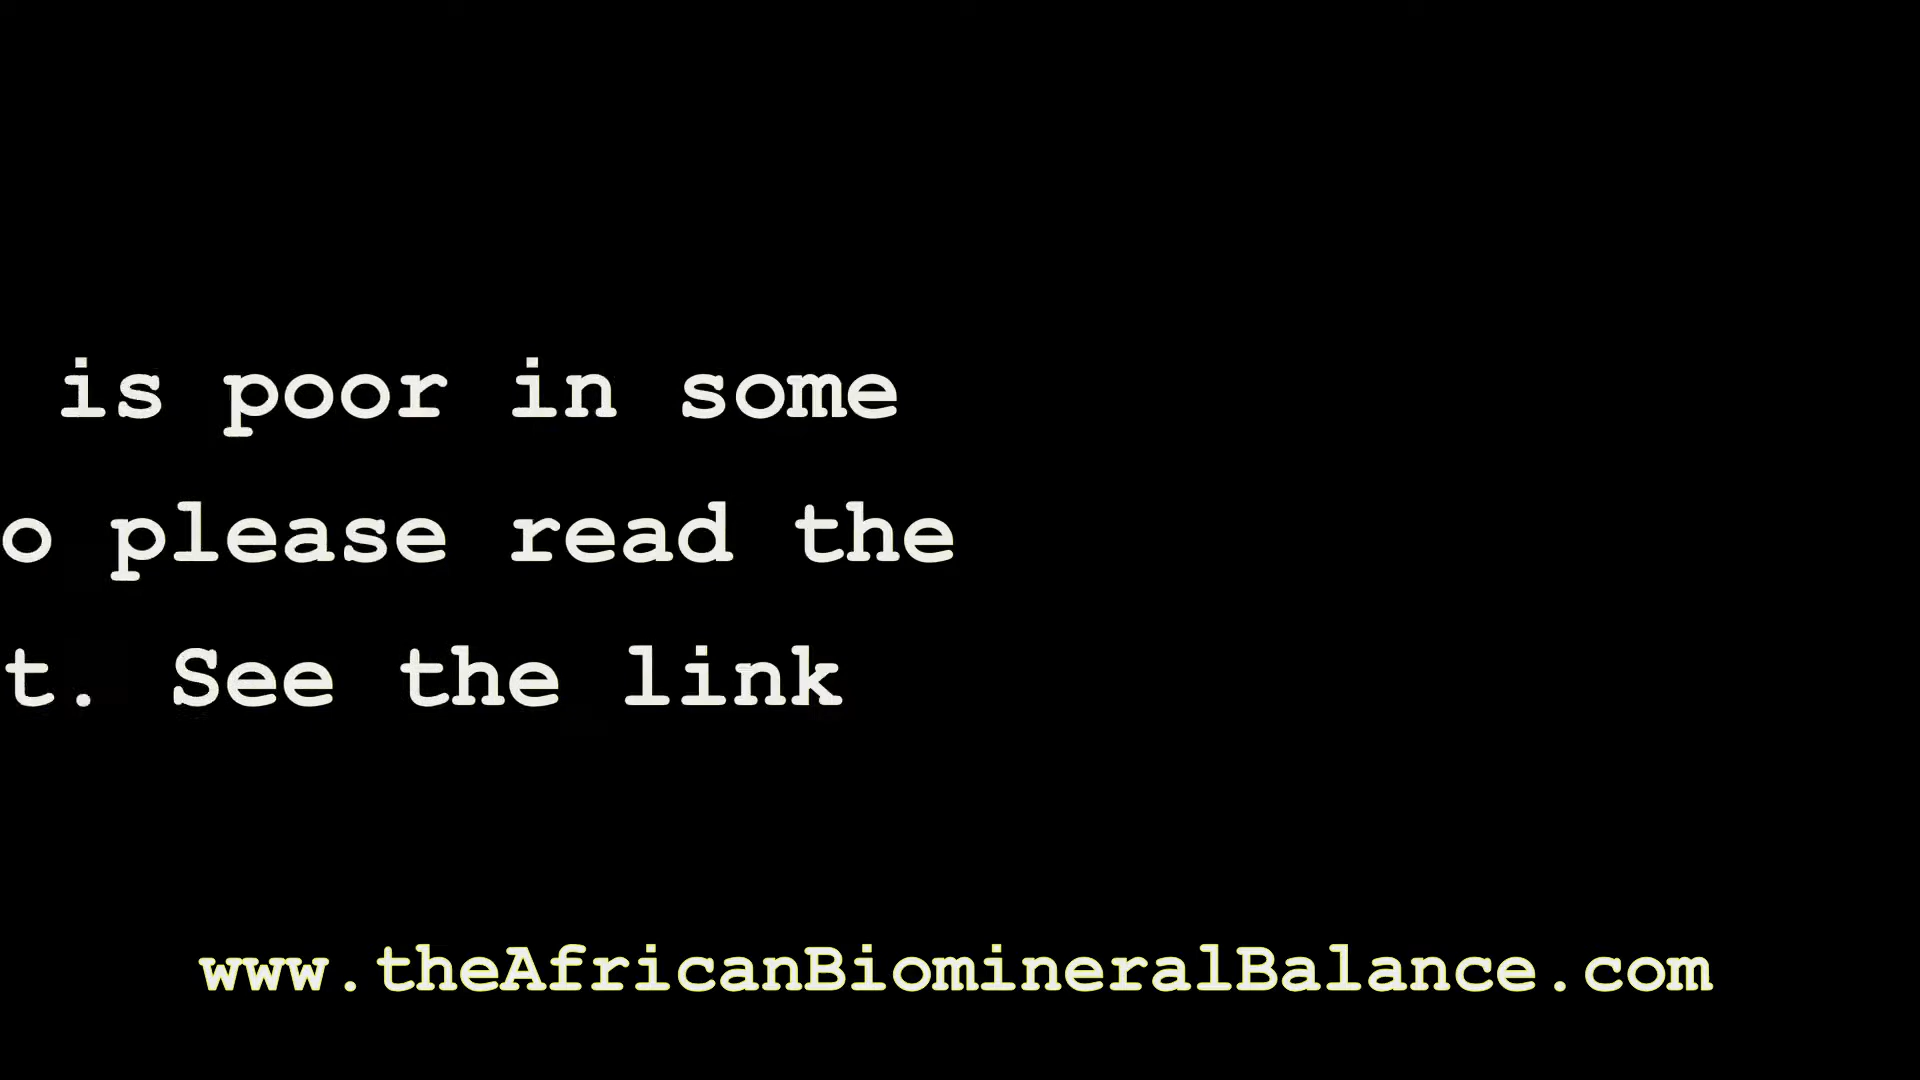 is poor in some
o please read the
t. See the link
www.theAfricanBiomineralBalance.com